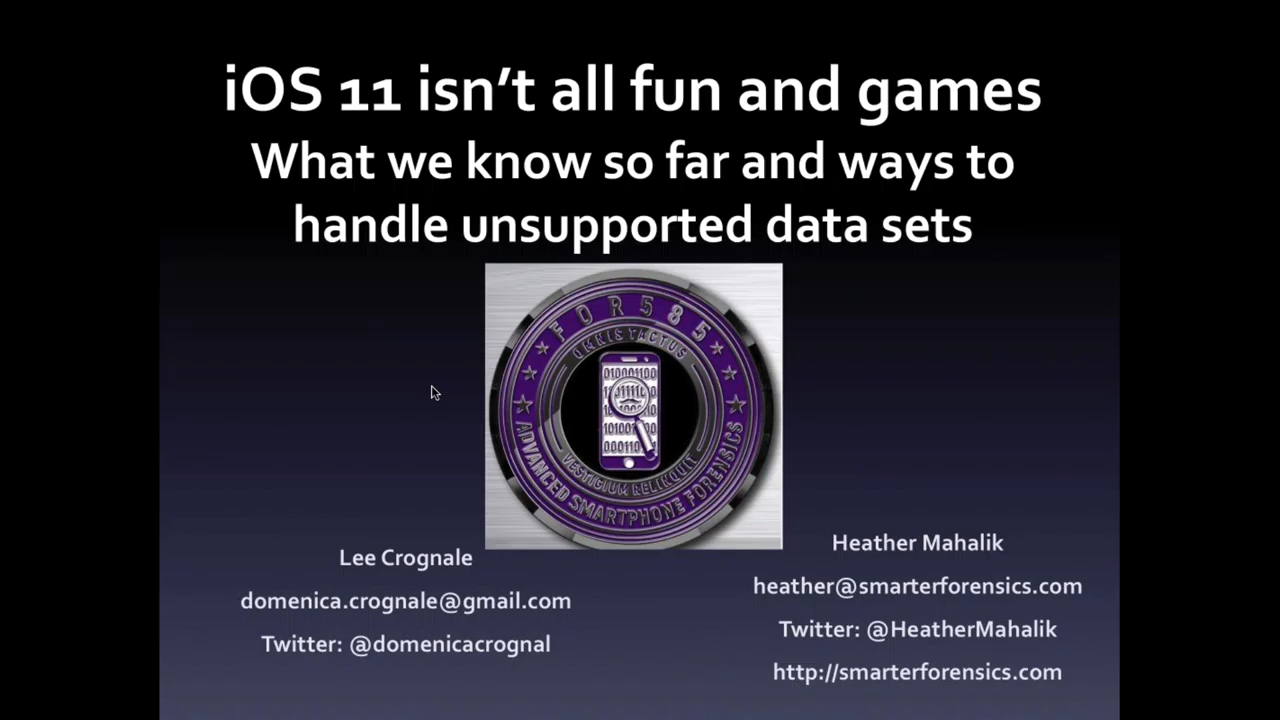 iOS 11 isn't all fun and games
What we know so far and ways to
handle unsupported data sets
FOR585
OMNIS TACTUS
VESTIGIUM RELINQUIT
ADVANCED SMARTPHONE FORENSICS
Lee Crognale
domenica.crognale@gmail.com
Twitter: @domenicacrognal
Heather Mahalik
heather@smarterforensics.com
Twitter: @HeatherMahalik
http://smarterforensics.com